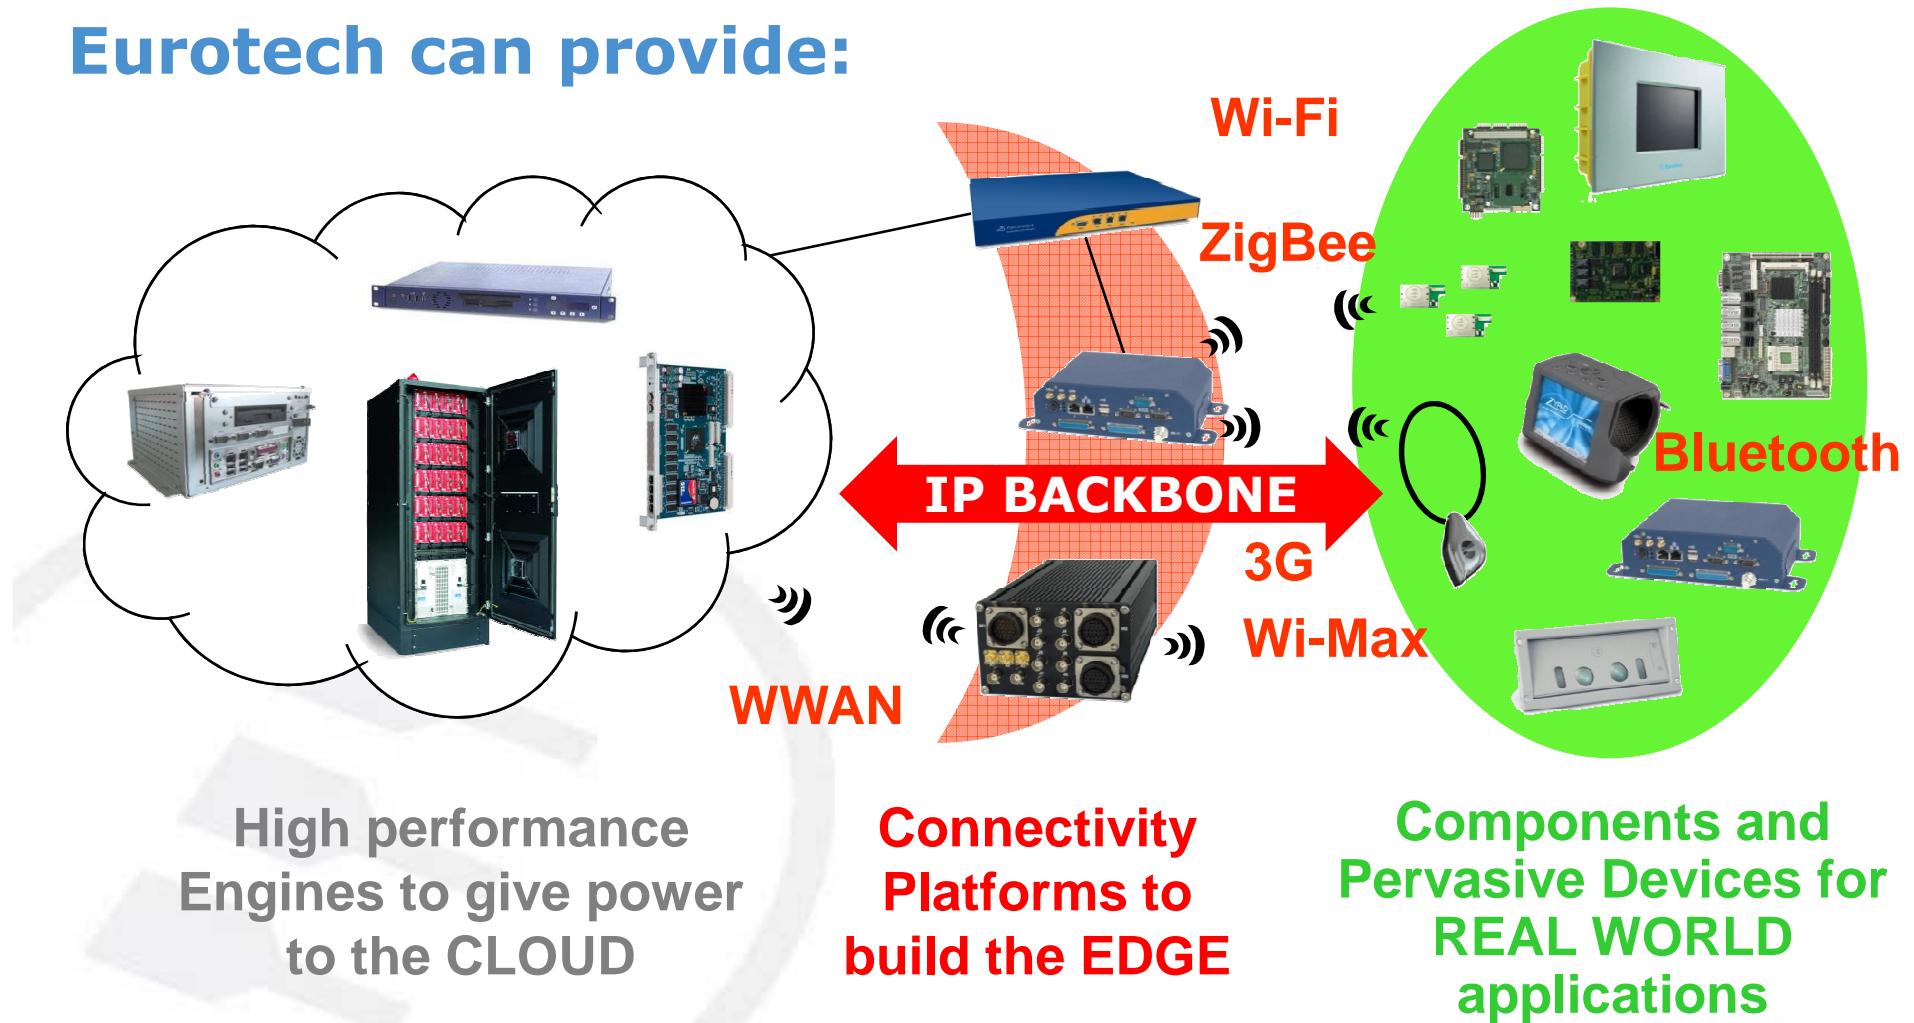 Eurotech can provide:
Wi-Fi
ZigBee
Bluetooth
IP BACKBONE
3G
Wi-Max
WWAN
High performance
Engines to give power
to the CLOUD
Connectivity
Platforms to
build the EDGE
Components and
Pervasive Devices for
REAL WORLD
applications